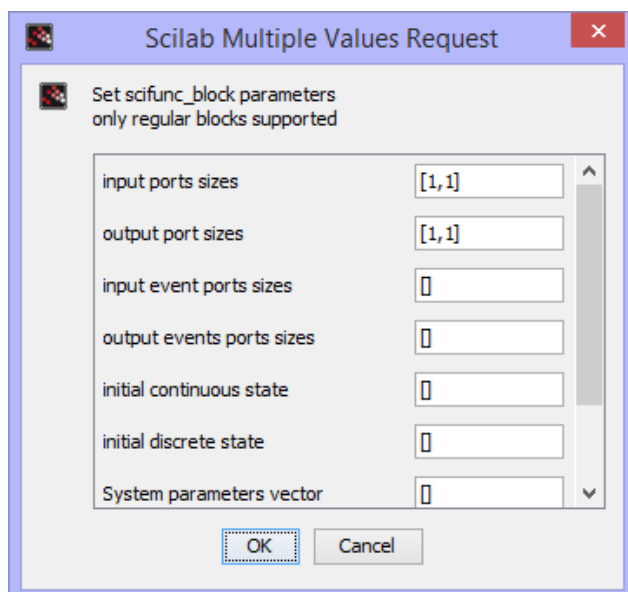 Scilab Multiple Values Request
Set scifunc_block parameters
only regular blocks supported
input ports sizes [1,1]
output port sizes [1,1]
input event ports sizes []
output events ports sizes []
initial continuous state []
initial discrete state []
System parameters vector []
OK Cancel